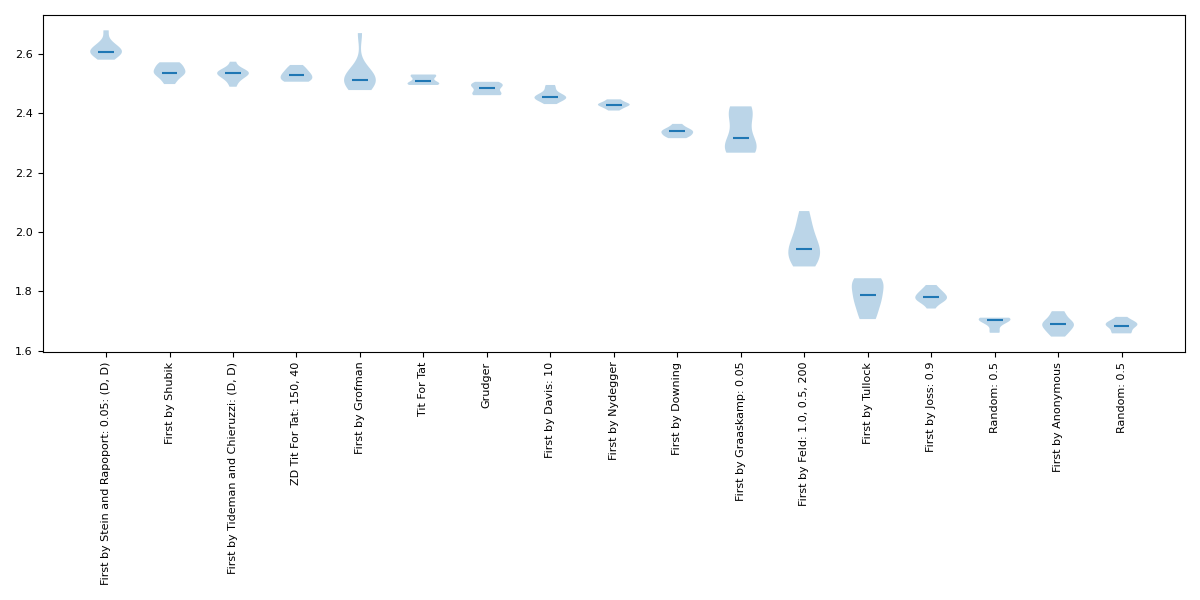 2.6
2.4
2.2
2.0
1.8
1.6
First by Stein and Rapoport: 0.05: (D, D)
First by Shubik
First by Tideman and Chieruzzi: (D, D)
ZD Tit For Tat: 150, 40
First by Grofman
Tit For Tat
Grudger
First by Davis: 10
First by Nydegger
First by Downing
First by Graaskamp: 0.05
First by Feld: 1.0, 0.5, 200
First by Tullock
First by Joss: 0.9
Random: 0.5
First by Anonymous
Random: 0.5